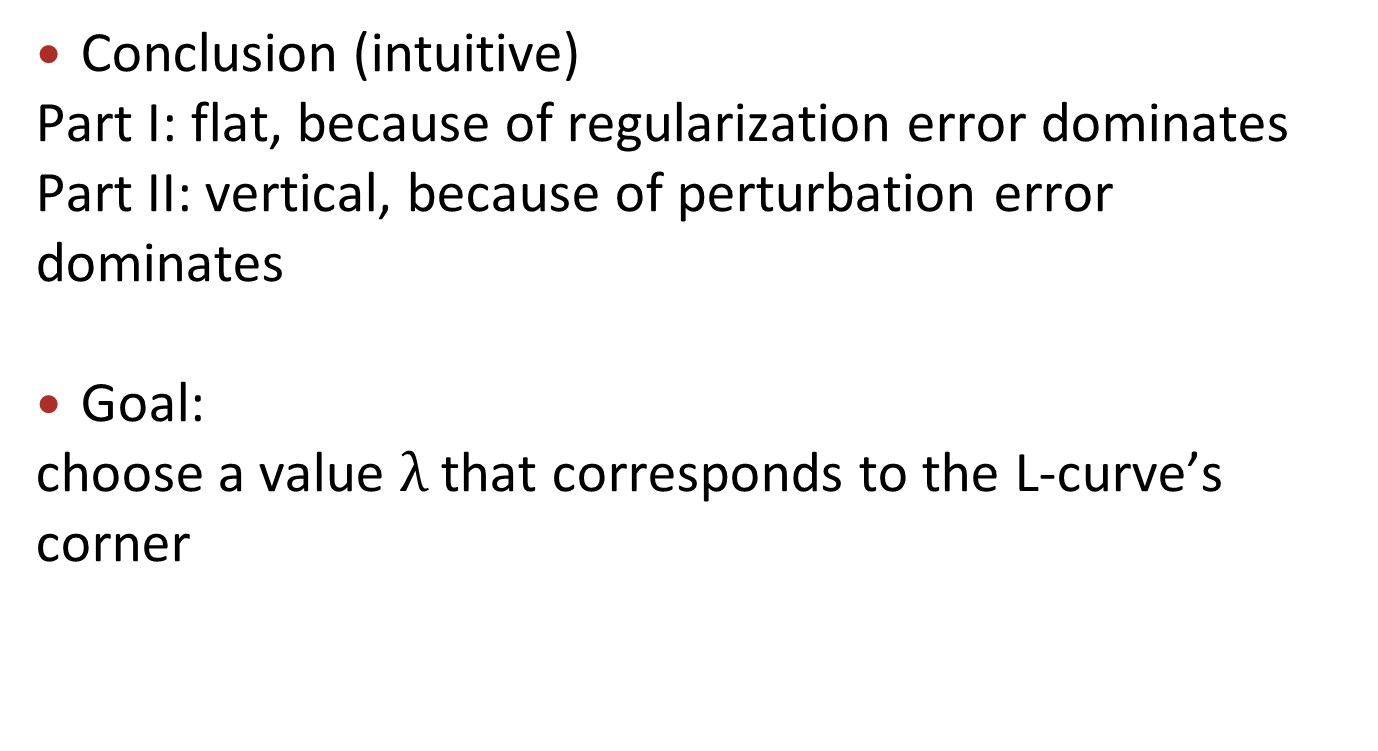 • Conclusion (intuitive)
Part I: flat, because of regularization error dominates
Part II: vertical, because of perturbation error
dominates
• Goal:
choose a value λ that corresponds to the L-curve’s
corner